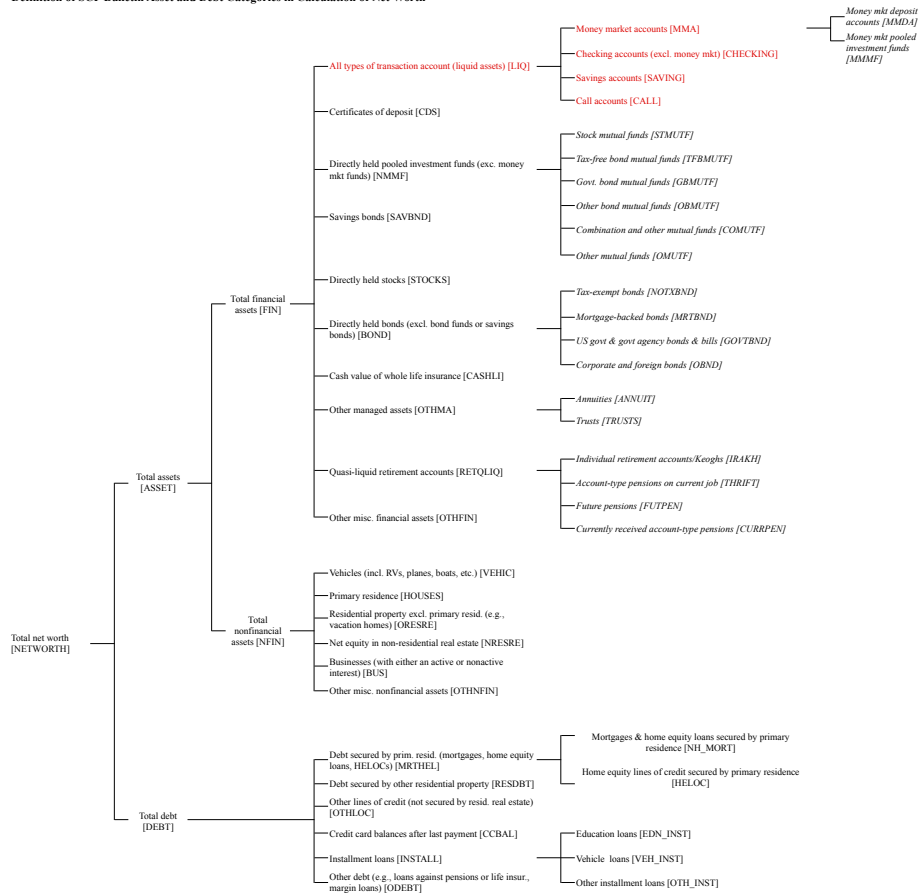 Definition of SCF Bulletin Asset and Debt Categories in Calculation of Net Worth
Money mkt deposit
accounts [MMDA]
Money mkt pooled
investment funds
[MMMF]
Money market accounts [MMA]
Checking accounts (excl. money mkt) [CHECKING]
Savings accounts [SAVING]
Call accounts [CALL]
All types of transaction account (liquid assets) [LIQ]
Certificates of deposit [CDS]
Directly held pooled investment funds (exc. money
mkt funds) [NMMF]
Stock mutual funds [STMUTF]
Tax-free bond mutual funds [TFBMUTF]
Govt. bond mutual funds [GBMUTF]
Other bond mutual funds [OBMUTF]
Combination and other mutual funds [COMUTF]
Other mutual funds [OMUTF]
Savings bonds [SAVBND]
Directly held stocks [STOCKS]
Total financial
assets [FIN]
Directly held bonds (excl. bond funds or savings
bonds) [BOND]
Tax-exempt bonds [NOTXBND]
Mortgage-backed bonds [MRTBND]
US govt & govt agency bonds & bills [GOVTBND]
Corporate and foreign bonds [OBND]
Cash value of whole life insurance [CASHLI]
Other managed assets [OTHMA]
Annuities [ANNUIT]
Trusts [TRUSTS]
Quasi-liquid retirement accounts [RETQLIQ]
Individual retirement accounts/Keoghs [IRAKH]
Account-type pensions on current job [THRIFT]
Future pensions [FUTPEN]
Currently received account-type pensions [CURRPEN]
Other misc. financial assets [OTHFIN]
Total assets
[ASSET]
Vehicles (incl. RVs, planes, boats, etc.) [VEHIC]
Primary residence [HOUSES]
Residential property excl. primary resid. (e.g.,
vacation homes) [ORESRE]
Total
nonfinancial
assets [NFIN]
Net equity in non-residential real estate [NRESRE]
Businesses (with either an active or nonactive
interest) [BUS]
Other misc. nonfinancial assets [OTHNFIN]
Total net worth
[NETWORTH]
Debt secured by prim. resid. (mortgages, home equity
loans, HELOCs) [MRTHEL]
Mortgages & home equity loans secured by primary
residence [NH_MORT]
Home equity lines of credit secured by primary residence
[HELOC]
Debt secured by other residential property [RESDBT]
Other lines of credit (not secured by resid. real estate)
[OTHLOC]
Total debt
[DEBT]
Credit card balances after last payment [CCBAL]
Installment loans [INSTALL]
Education loans [EDN_INST]
Vehicle loans [VEH_INST]
Other installment loans [OTH_INST]
Other debt (e.g., loans against pensions or life insur.,
margin loans) [ODEBT]